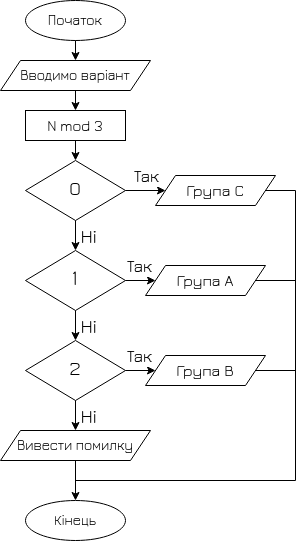 Початок
Вводимо варіант
N mod 3
0
Так
Група C
Ні
1
Так
Група A
Ні
2
Так
Група B
Ні
Вивести помилку
Кінець